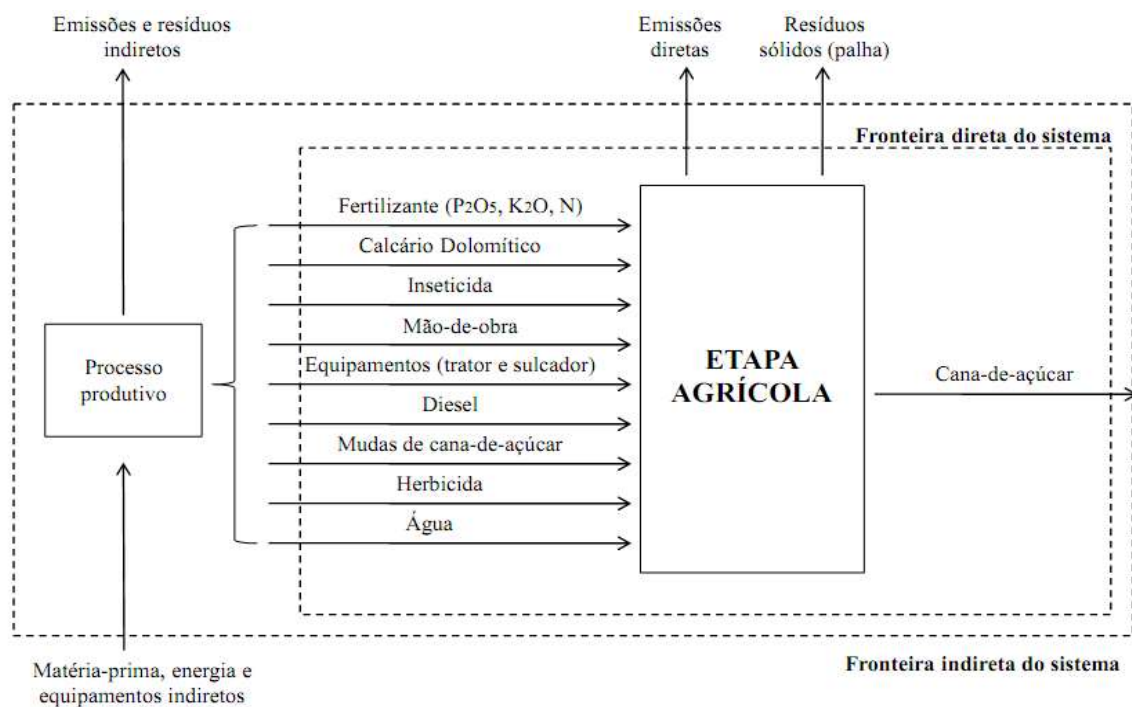 Emissões e resíduos
indiretos
Emissões
diretas
Resíduos
sólidos (palha)
Fronteira direta do sistema
Fertilizante (P2O5, K2O, N)
Calcário Dolomítico
Inseticida
Mão-de-obra
Equipamentos (trator e sulcador)
Diesel
Mudas de cana-de-açúcar
Herbicida
Água
Processo
produtivo
ETAPA
AGRÍCOLA
Cana-de-açúcar
Matéria-prima, energia e
equipamentos indiretos
Fronteira indireta do sistema